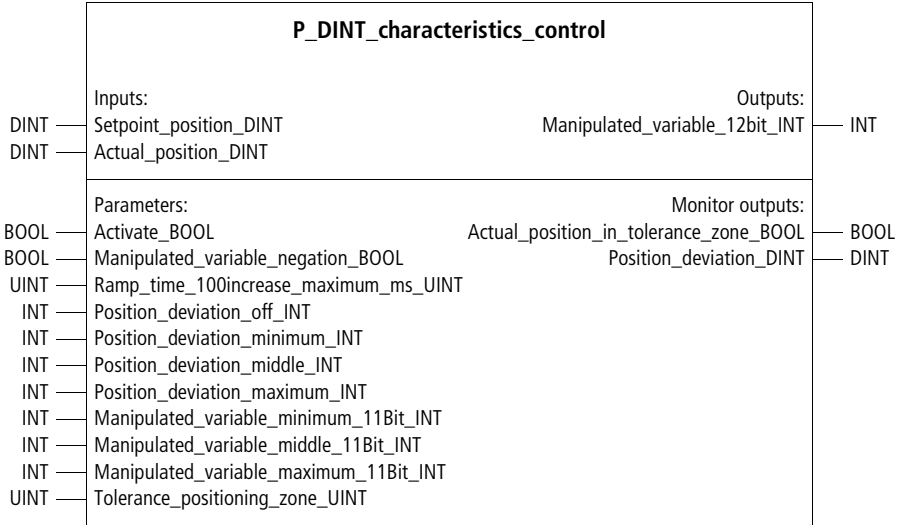 P_DINT_characteristics_control
Inputs: Outputs:
DINT Setpoint_position_DINT Manipulated_variable_12bit_INT INT
DINT Actual_position_DINT
Parameters: Monitor outputs:
BOOL Activate_BOOL Actual_position_in_tolerance_zone_BOOL BOOL
BOOL Manipulated_variable_negation_BOOL Position_deviation_DINT DINT
UINT Ramp_time_100increase_maximum_ms_UINT
INT Position_deviation_off_INT
INT Position_deviation_minimum_INT
INT Position_deviation_middle_INT
INT Position_deviation_maximum_INT
INT Manipulated_variable_minimum_11Bit_INT
INT Manipulated_variable_middle_11Bit_INT
INT Manipulated_variable_maximum_11Bit_INT
UINT Tolerance_positioning_zone_UINT